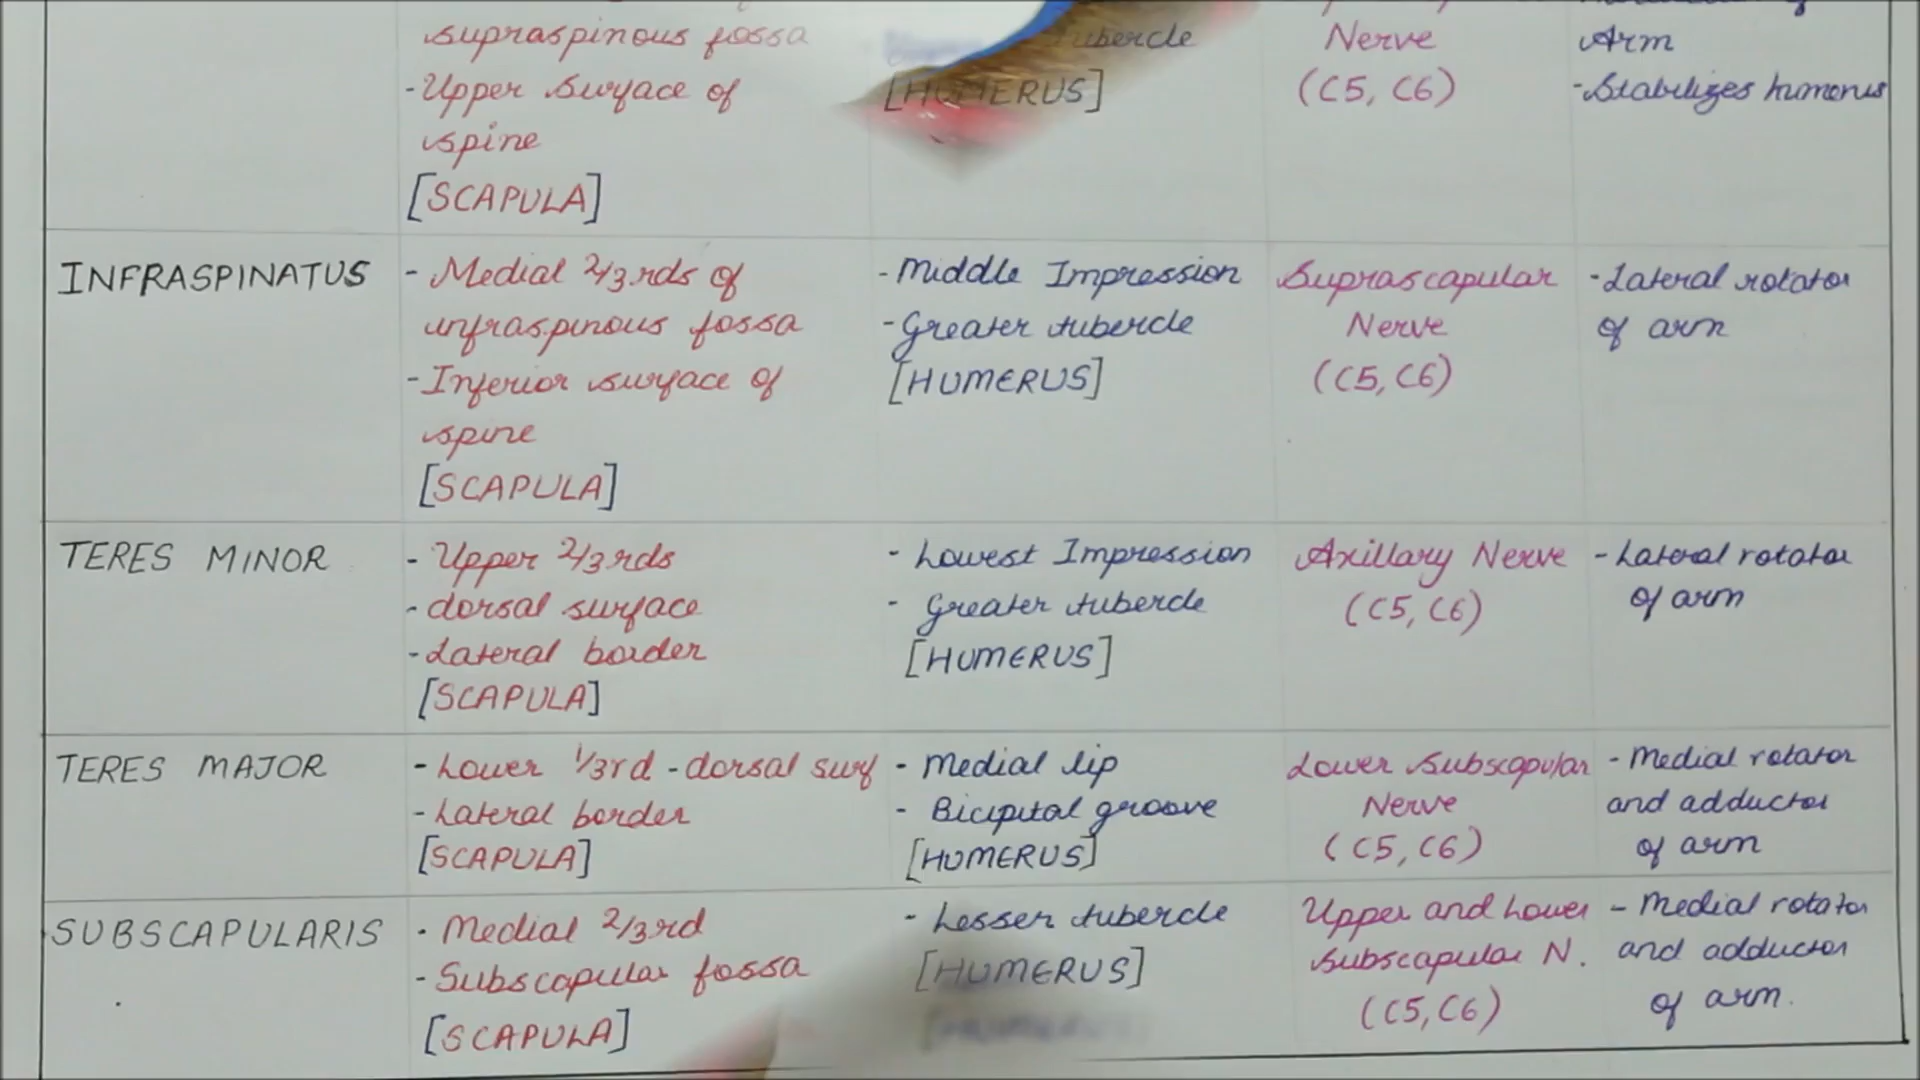 supraspinous fossa
- Upper surface of
spine
[SCAPULA]
tubercle
[HUMERUS]
Nerve
(C5, C6)
Arm
- Stabilizes humerus
INFRASPINATUS
- Medial 2/3rds of
infraspinous fossa
- Inferior surface of
spine
[SCAPULA]
- Middle Impression
- Greater tubercle
[HUMERUS]
Suprascapular
Nerve
(C5, C6)
- Lateral rotator
of arm
TERES MINOR
- Upper 2/3rds
- dorsal surface
- Lateral border
[SCAPULA]
- Lowest Impression
- Greater tubercle
[HUMERUS]
Axillary Nerve
(C5, C6)
- Lateral rotator
of arm
TERES MAJOR
- Lower 1/3rd - dorsal surf
- Lateral border
[SCAPULA]
- Medial lip
- Bicipital groove
[HUMERUS]
Lower Subscapular
Nerve
(C5, C6)
- Medial rotator
and adductor
of arm
SUBSCAPULARIS
- Medial 2/3rd
- Subscapular fossa
[SCAPULA]
- Lesser tubercle
[HUMERUS]
Upper and Lower
Subscapular N.
(C5, C6)
- Medial rotator
and adductor
of arm.